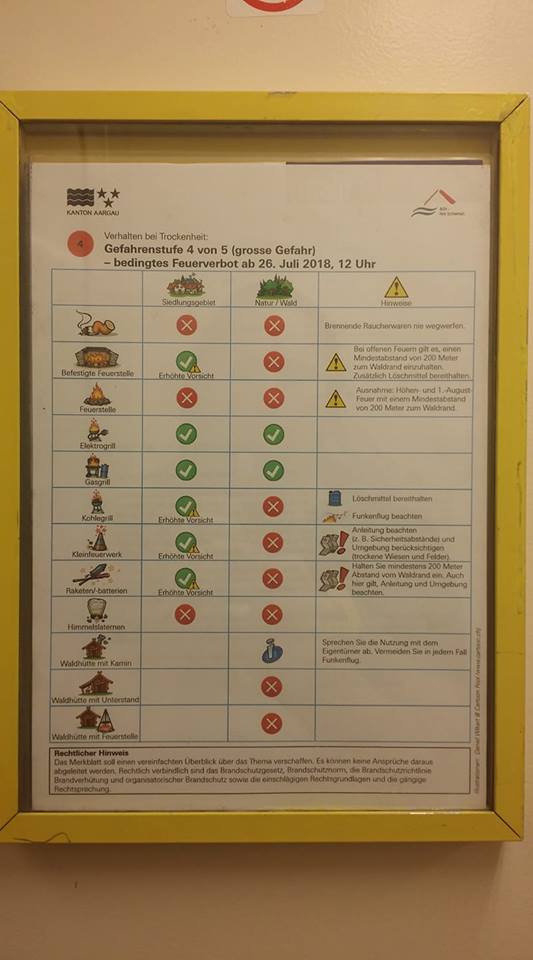 KANTON AARGAU
4
Verhalten bei Trockenheit:
Gefahrenstufe 4 von 5 (grosse Gefahr)
– bedingtes Feuerverbot ab 26. Juli 2018, 12 Uhr
Siedlungsgebiet
Natur / Wald
Hinweise
Brennende Raucherwaren nie wegwerfen.
Befestigte Feuerstelle
Erhöhte Vorsicht
Bei offenen Feuern gilt es, einen
Mindestabstand von 200 Meter
zum Waldrand einzuhalten.
Zusätzlich Löschmittel bereithalten.
Feuerstelle
Ausnahme: Höhen- und 1.-August-
Feuer mit einem Mindestabstand
von 200 Meter zum Waldrand.
Elektrogrill
Gasgrill
Kohlegrill
Erhöhte Vorsicht
Löschmittel bereithalten
Funkenflug beachten
Kleinfeuerwerk
Erhöhte Vorsicht
Anleitung beachten
(z. B. Sicherheitsabstände) und
Umgebung berücksichtigen
(trockene Wiesen und Felder).
Raketen/-batterien
Erhöhte Vorsicht
Halten Sie mindestens 200 Meter
Abstand vom Waldrand ein. Auch
hier gilt, Anleitung und Umgebung
beachten.
Himmelslaternen
Waldhütte mit Kamin
Sprechen Sie die Nutzung mit dem
Eigentümer ab. Vermeiden Sie in jedem Fall
Funkenflug.
Waldhütte mit Unterstand
Waldhütte mit Feuerstelle
Rechtlicher Hinweis
Das Merkblatt soll einen vereinfachten Überblick über das Thema verschaffen. Es können keine Ansprüche daraus
abgeleitet werden. Rechtlich verbindlich sind das Brandschutzgesetz, Brandschutznorm, die Brandschutzrichtlinie
Brandverhütung und organisatorischer Brandschutz sowie die einschlägigen Rechtsgrundlagen und die gängige
Rechtsprechung.
Illustrationen: Daniel